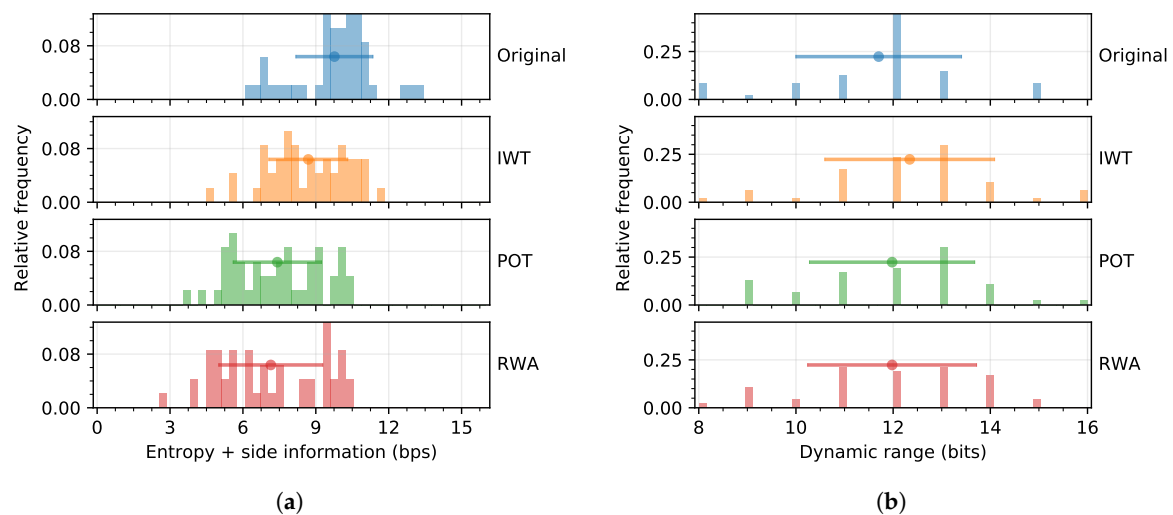 0.08
0.00
Original
0.08
0.00
IWT
0.08
0.00
POT
0.08
0.00
RWA
0 3 6 9 12 15
Relative frequency
Entropy + side information (bps)
(a)
0.25
0.00
Original
0.25
0.00
IWT
0.25
0.00
POT
0.25
0.00
RWA
8 10 12 14 16
Relative frequency
Dynamic range (bits)
(b)